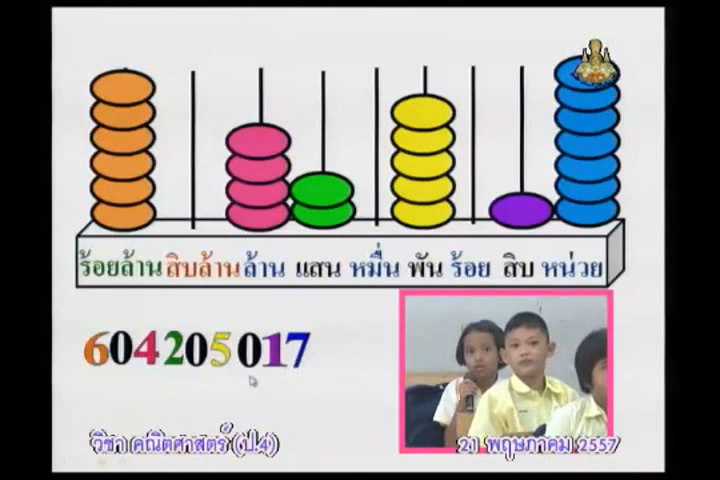 ร้อยล้าน สิบล้าน ล้าน แสน หมื่น พัน ร้อย สิบ หน่วย
604205017
วิชา คณิตศาสตร์ (ป.4) 21 พฤษภาคม 2557